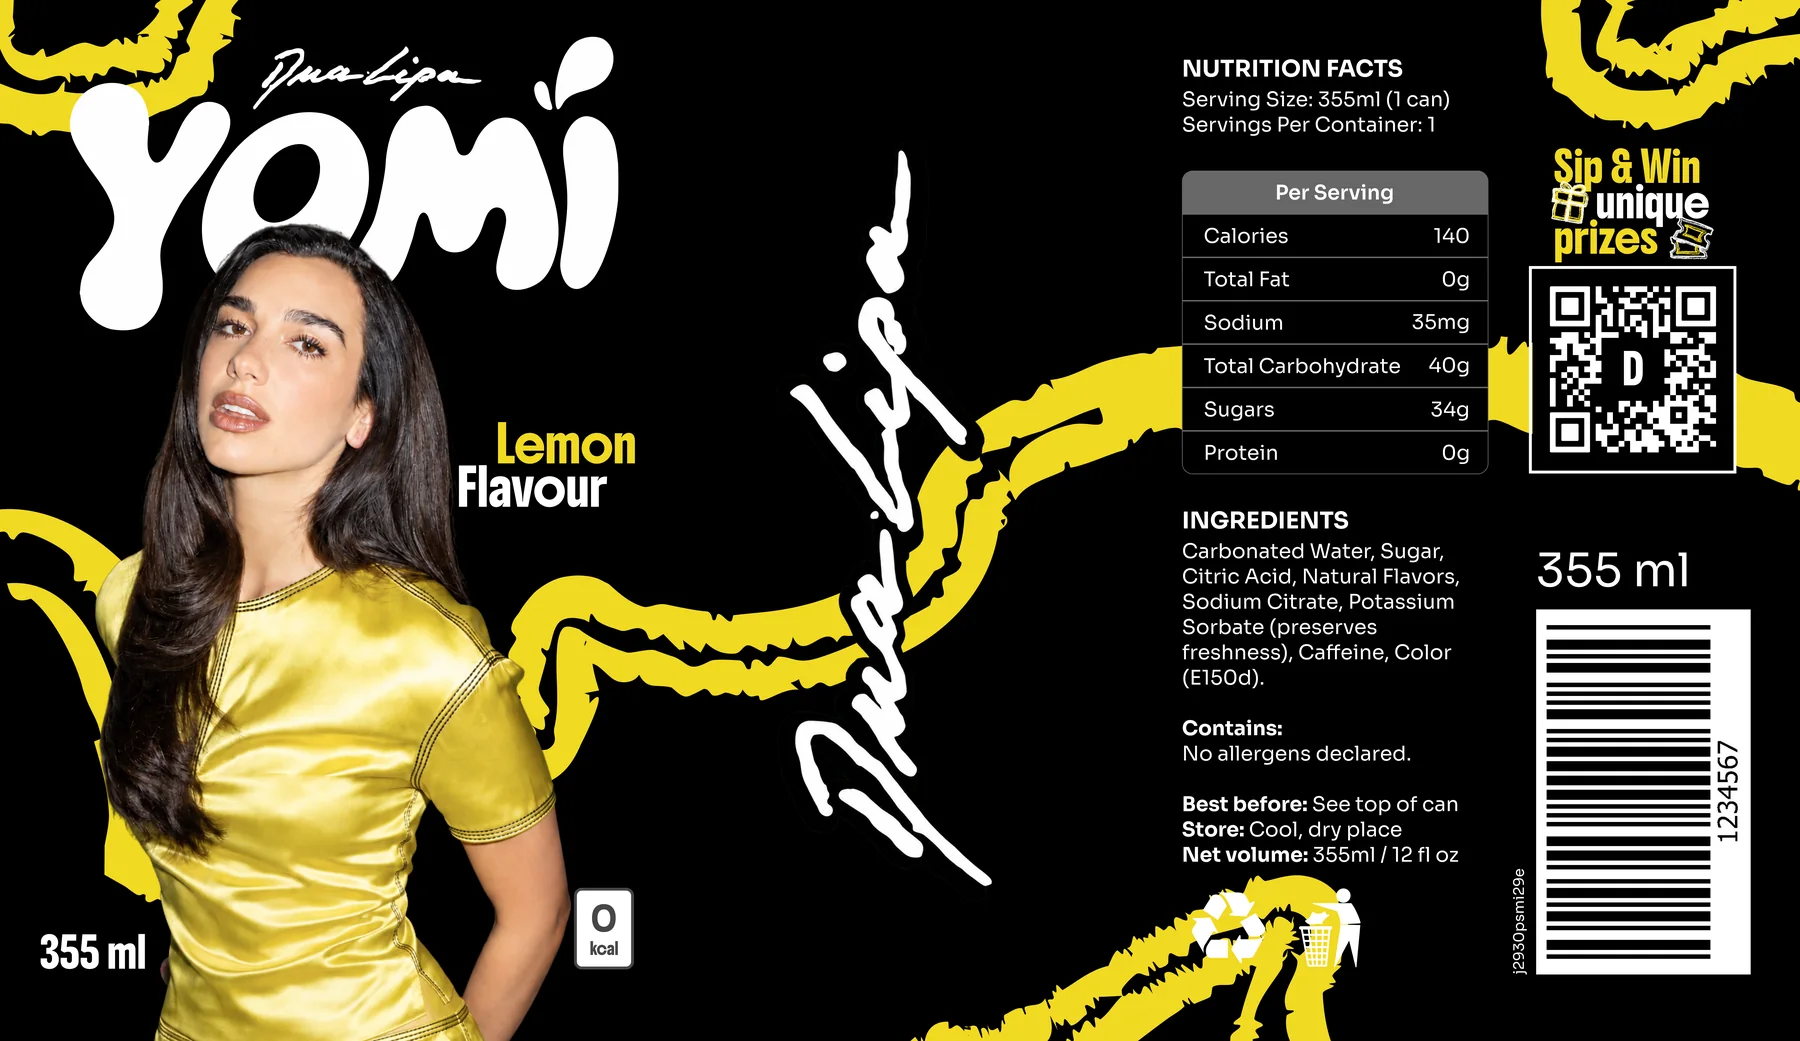 Dua Lipa
YOMi
Lemon
Flavour
355 ml
0
kcal
Dua Lipa
NUTRITION FACTS
Serving Size: 355ml (1 can)
Servings Per Container: 1
Per Serving
Calories 140
Total Fat 0g
Sodium 35mg
Total Carbohydrate 40g
Sugars 34g
Protein 0g
INGREDIENTS
Carbonated Water, Sugar,
Citric Acid, Natural Flavors,
Sodium Citrate, Potassium
Sorbate (preserves
freshness), Caffeine, Color
(E150d).
Contains:
No allergens declared.
Best before: See top of can
Store: Cool, dry place
Net volume: 355ml / 12 fl oz
Sip & Win
unique
prizes
D
355 ml
1234567
j2930psmi29e